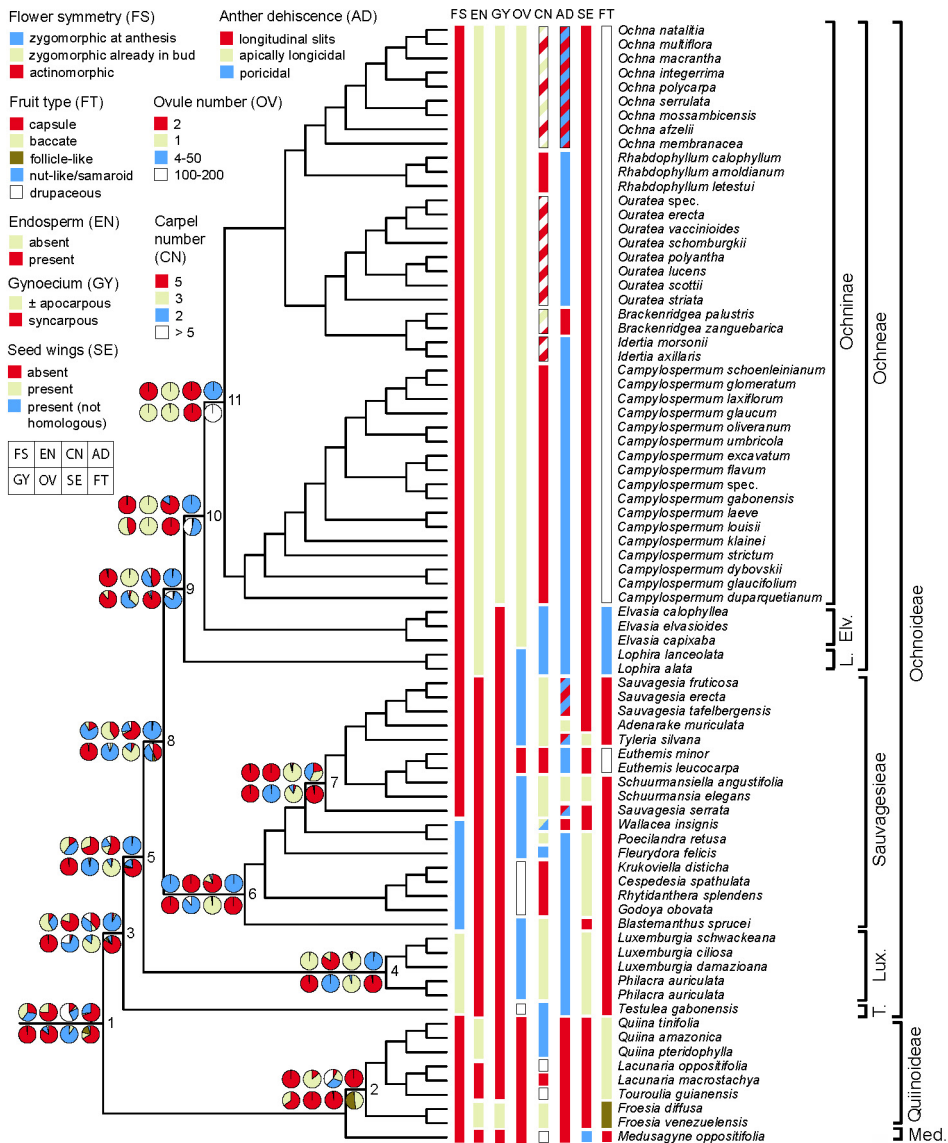 Flower symmetry (FS)
zygomorphic at anthesis
zygomorphic already in bud
actinomorphic
Anther dehiscence (AD)
longitudinal slits
apically longicidal
poricidal
Fruit type (FT)
capsule
baccate
follicle-like
nut-like/samaroid
drupaceous
Ovule number (OV)
2
1
4-50
100-200
Endosperm (EN)
absent
present
Carpel
number
(CN)
5
3
2
> 5
Gynoecium (GY)
± apocarpous
syncarpous
Seed wings (SE)
absent
present
present (not
homologous)
FS EN CN AD
GY OV SE FT
FS EN GY OV CN AD SE FT
Ochna natalitia
Ochna multiflora
Ochna macrantha
Ochna integerrima
Ochna polycarpa
Ochna serrulata
Ochna mossambicensis
Ochna afzelii
Ochna membranacea
Rhabdophyllum calophyllum
Rhabdophyllum arnoldianum
Rhabdophyllum letestui
Ouratea spec.
Ouratea erecta
Ouratea vaccinioides
Ouratea schomburgkii
Ouratea polyantha
Ouratea lucens
Ouratea scottii
Ouratea striata
Brackenridgea palustris
Brackenridgea zanguebarica
Idertia morsonii
Idertia axillaris
Campylospermum schoenleinianum
Campylospermum glomeratum
Campylospermum laxiflorum
Campylospermum glaucum
Campylospermum oliveranum
Campylospermum umbricola
Campylospermum excavatum
Campylospermum flavum
Campylospermum spec.
Campylospermum gabonensis
Campylospermum laeve
Campylospermum louisii
Campylospermum klainei
Campylospermum strictum
Campylospermum dybovskii
Campylospermum glaucifolium
Campylospermum duparquetianum
Elvasia calophyllea
Elvasia elvasioides
Elvasia capixaba
Lophira lanceolata
Lophira alata
Sauvagesia fruticosa
Sauvagesia erecta
Sauvagesia tafelbergensis
Adenarake muriculata
Tyleria silvana
Euthemis minor
Euthemis leucocarpa
Schuurmansiella angustifolia
Schuurmansia elegans
Sauvagesia serrata
Wallacea insignis
Poecilandra retusa
Fleurydora felicis
Krukoviella disticha
Cespedesia spathulata
Rhytidanthera splendens
Godoya obovata
Blastemanthus sprucei
Luxemburgia schwackeana
Luxemburgia ciliosa
Luxemburgia damazioana
Philacra auriculata
Philacra auriculata
Testulea gabonensis
Quiina tinifolia
Quiina amazonica
Quiina pteridophylla
Lacunaria oppositifolia
Lacunaria macrostachya
Touroulia guianensis
Froesia diffusa
Froesia venezuelensis
Medusagyne oppositifolia
11
10
9
8
7
5
6
3
4
1
2
Ochninae
Elv.
L.
Ochneae
Sauvagesieae
Lux.
T.
Ochnoideae
Quiinoideae
Med.